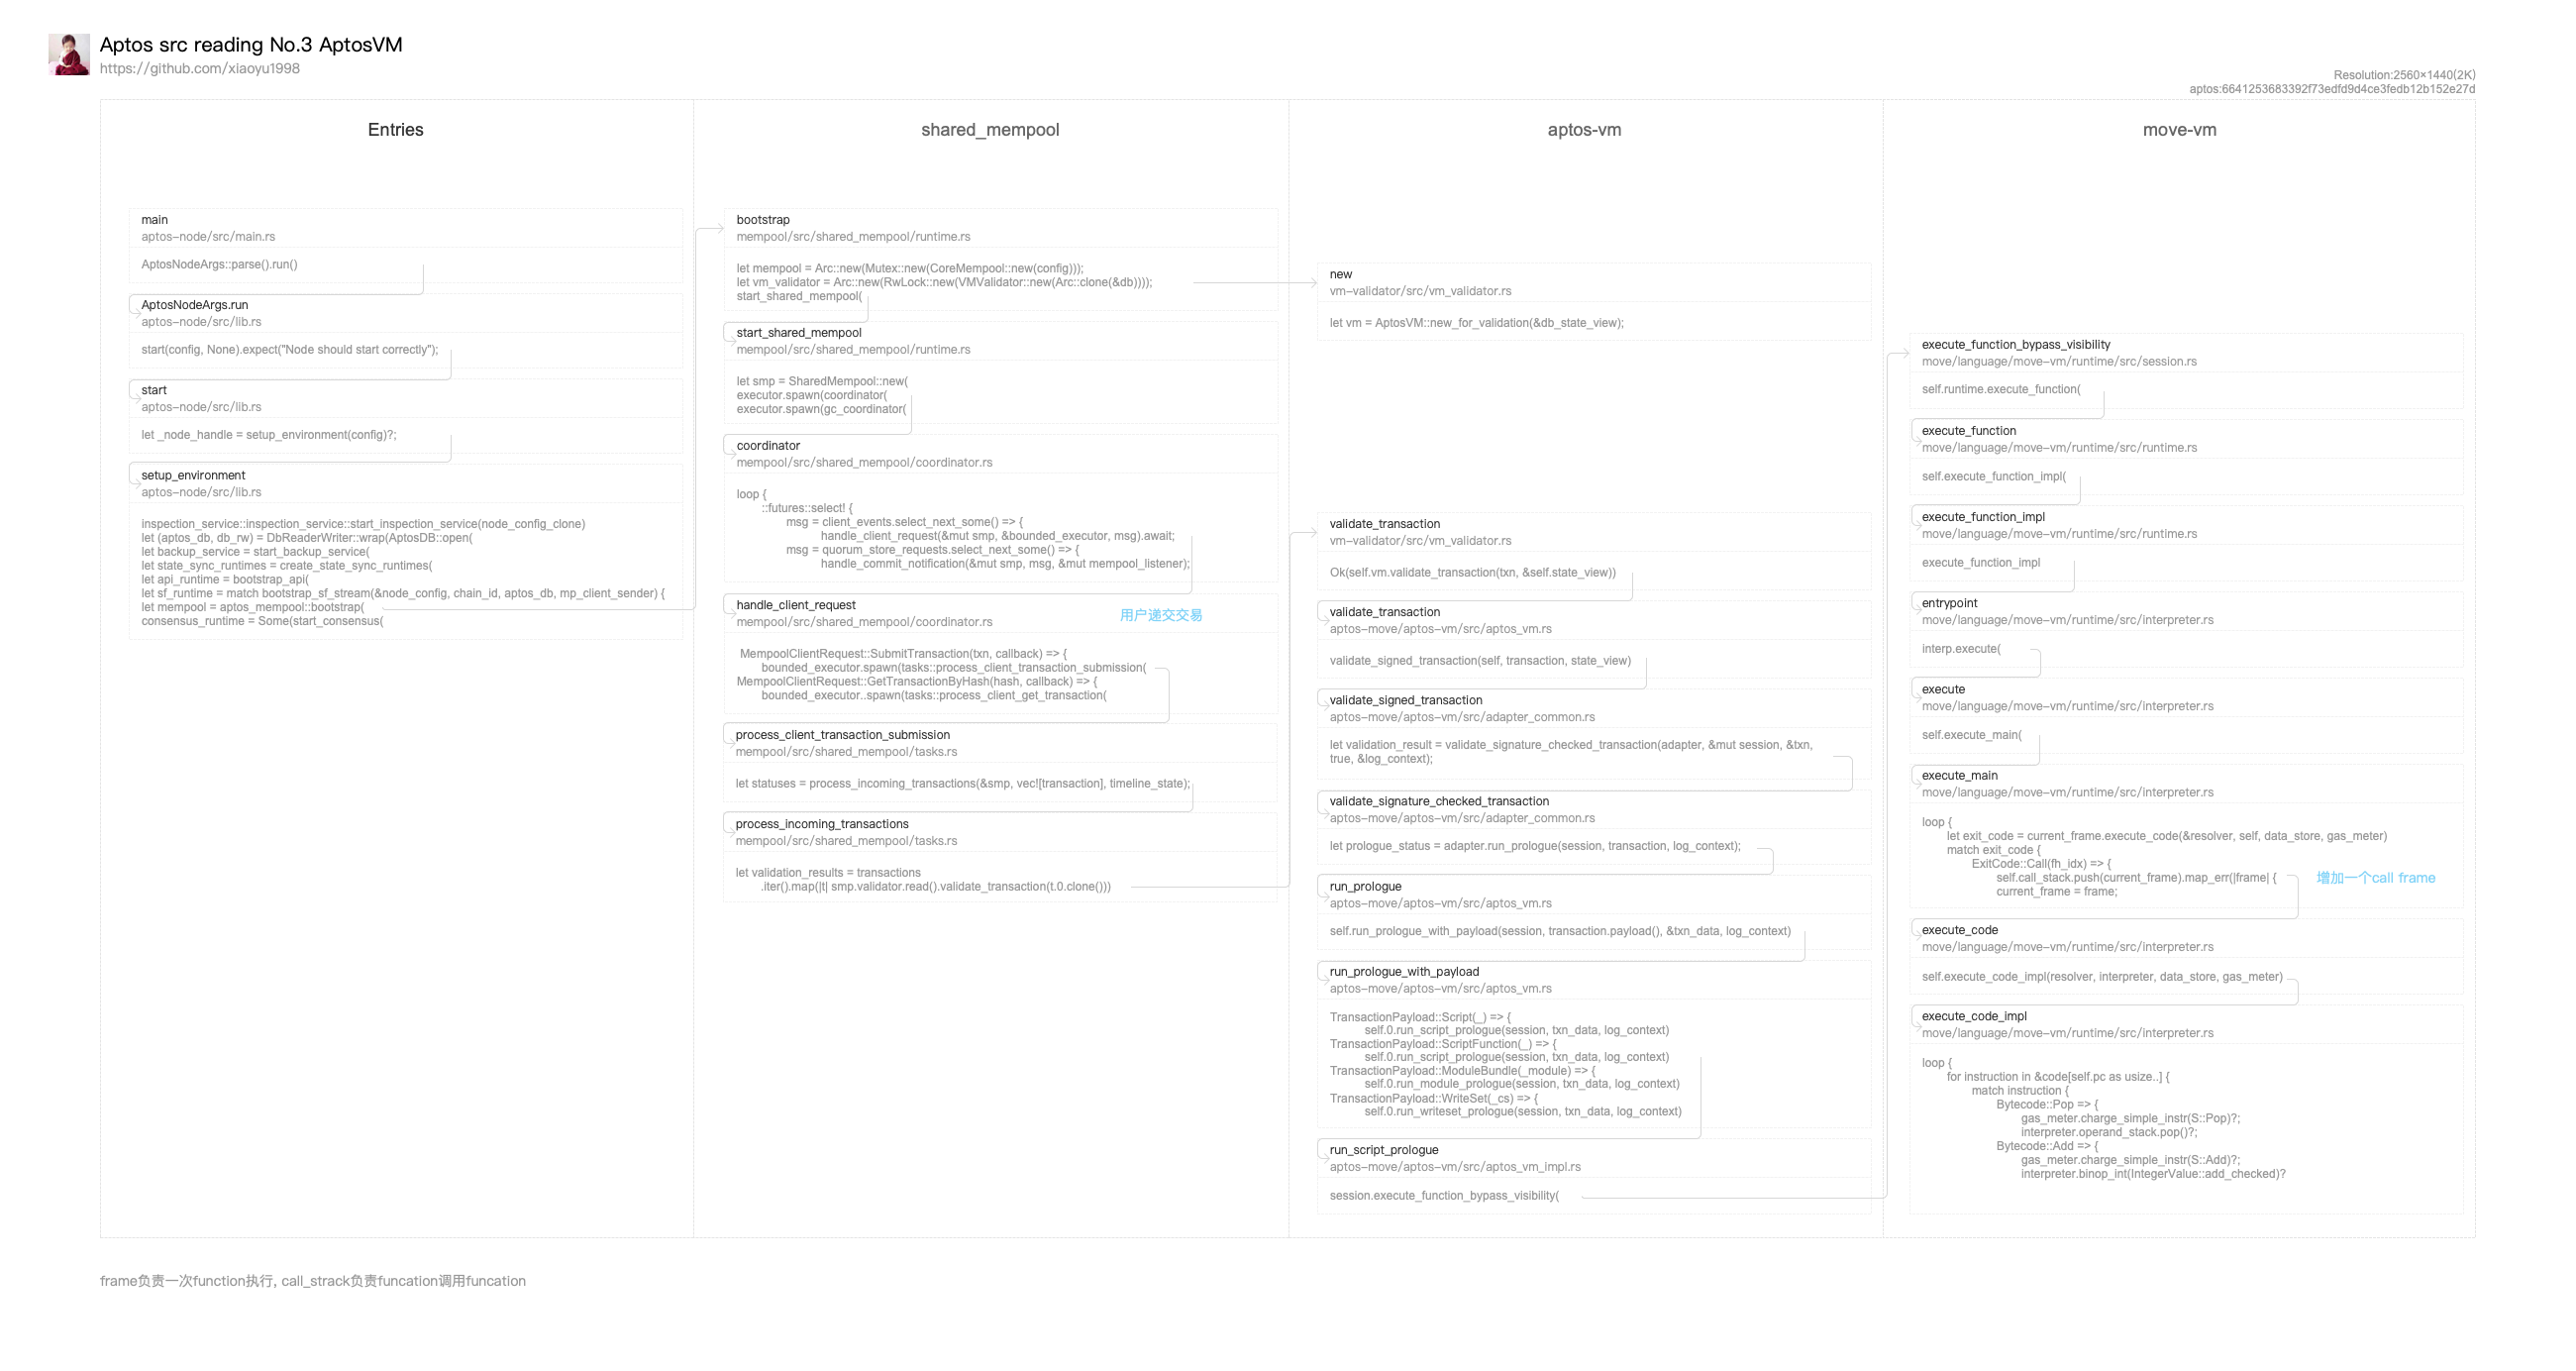 Aptos src reading No.3 AptosVM
https://github.com/xiaoyu1998
Resolution:2560×1440(2K)
aptos:6641253683392f73edfd9d4ce3fedb12b152e27d
Entries
main
aptos-node/src/main.rs
AptosNodeArgs::parse().run()
AptosNodeArgs.run
aptos-node/src/lib.rs
start(config, None).expect("Node should start correctly");
start
aptos-node/src/lib.rs
let _node_handle = setup_environment(config)?;
setup_environment
aptos-node/src/lib.rs
inspection_service::inspection_service::start_inspection_service(node_config_clone)
let (aptos_db, db_rw) = DbReaderWriter::wrap(AptosDB::open(
let backup_service = start_backup_service(
let state_sync_runtimes = create_state_sync_runtimes(
let api_runtime = bootstrap_api(
let sf_runtime = match bootstrap_sf_stream(&node_config, chain_id, aptos_db, mp_client_sender) {
let mempool = aptos_mempool::bootstrap(
consensus_runtime = Some(start_consensus(
shared_mempool
bootstrap
mempool/src/shared_mempool/runtime.rs
let mempool = Arc::new(Mutex::new(CoreMempool::new(config)));
let vm_validator = Arc::new(RwLock::new(VMValidator::new(Arc::clone(&db))));
start_shared_mempool(
start_shared_mempool
mempool/src/shared_mempool/runtime.rs
let smp = SharedMempool::new(
executor.spawn(coordinator(
executor.spawn(gc_coordinator(
coordinator
mempool/src/shared_mempool/coordinator.rs
loop {
::futures::select! {
msg = client_events.select_next_some() => {
handle_client_request(&mut smp, &bounded_executor, msg).await;
msg = quorum_store_requests.select_next_some() => {
handle_commit_notification(&mut smp, msg, &mut mempool_listener);
handle_client_request
mempool/src/shared_mempool/coordinator.rs
用户递交交易
MempoolClientRequest::SubmitTransaction(txn, callback) => {
bounded_executor.spawn(tasks::process_client_transaction_submission(
MempoolClientRequest::GetTransactionByHash(hash, callback) => {
bounded_executor..spawn(tasks::process_client_get_transaction(
process_client_transaction_submission
mempool/src/shared_mempool/tasks.rs
let statuses = process_incoming_transactions(&smp, vec![transaction], timeline_state);
process_incoming_transactions
mempool/src/shared_mempool/tasks.rs
let validation_results = transactions
.iter().map(|t| smp.validator.read().validate_transaction(t.0.clone()))
aptos-vm
new
vm-validator/src/vm_validator.rs
let vm = AptosVM::new_for_validation(&db_state_view);
validate_transaction
vm-validator/src/vm_validator.rs
Ok(self.vm.validate_transaction(txn, &self.state_view))
validate_transaction
aptos-move/aptos-vm/src/aptos_vm.rs
validate_signed_transaction(self, transaction, state_view)
validate_signed_transaction
aptos-move/aptos-vm/src/adapter_common.rs
let validation_result = validate_signature_checked_transaction(adapter, &mut session, &txn,
true, &log_context);
validate_signature_checked_transaction
aptos-move/aptos-vm/src/adapter_common.rs
let prologue_status = adapter.run_prologue(session, transaction, log_context);
run_prologue
aptos-move/aptos-vm/src/aptos_vm.rs
self.run_prologue_with_payload(session, transaction.payload(), &txn_data, log_context)
run_prologue_with_payload
aptos-move/aptos-vm/src/aptos_vm.rs
TransactionPayload::Script(_) => {
self.0.run_script_prologue(session, txn_data, log_context)
TransactionPayload::ScriptFunction(_) => {
self.0.run_script_prologue(session, txn_data, log_context)
TransactionPayload::ModuleBundle(_module) => {
self.0.run_module_prologue(session, txn_data, log_context)
TransactionPayload::WriteSet(_cs) => {
self.0.run_writeset_prologue(session, txn_data, log_context)
run_script_prologue
aptos-move/aptos-vm/src/aptos_vm_impl.rs
session.execute_function_bypass_visibility(
move-vm
execute_function_bypass_visibility
move/language/move-vm/runtime/src/session.rs
self.runtime.execute_function(
execute_function
move/language/move-vm/runtime/src/runtime.rs
self.execute_function_impl(
execute_function_impl
move/language/move-vm/runtime/src/runtime.rs
execute_function_impl
entrypoint
move/language/move-vm/runtime/src/interpreter.rs
interp.execute(
execute
move/language/move-vm/runtime/src/interpreter.rs
self.execute_main(
execute_main
move/language/move-vm/runtime/src/interpreter.rs
loop {
let exit_code = current_frame.execute_code(&resolver, self, data_store, gas_meter)
match exit_code {
ExitCode::Call(fh_idx) => {
self.call_stack.push(current_frame).map_err(|frame| {
增加一个call frame
current_frame = frame;
execute_code
move/language/move-vm/runtime/src/interpreter.rs
self.execute_code_impl(resolver, interpreter, data_store, gas_meter)
execute_code_impl
move/language/move-vm/runtime/src/interpreter.rs
loop {
for instruction in &code[self.pc as usize..] {
match instruction {
Bytecode::Pop => {
gas_meter.charge_simple_instr(S::Pop)?;
interpreter.operand_stack.pop()?;
Bytecode::Add => {
gas_meter.charge_simple_instr(S::Add)?;
interpreter.binop_int(IntegerValue::add_checked)?
frame负责一次function执行, call_strack负责funcation调用funcation